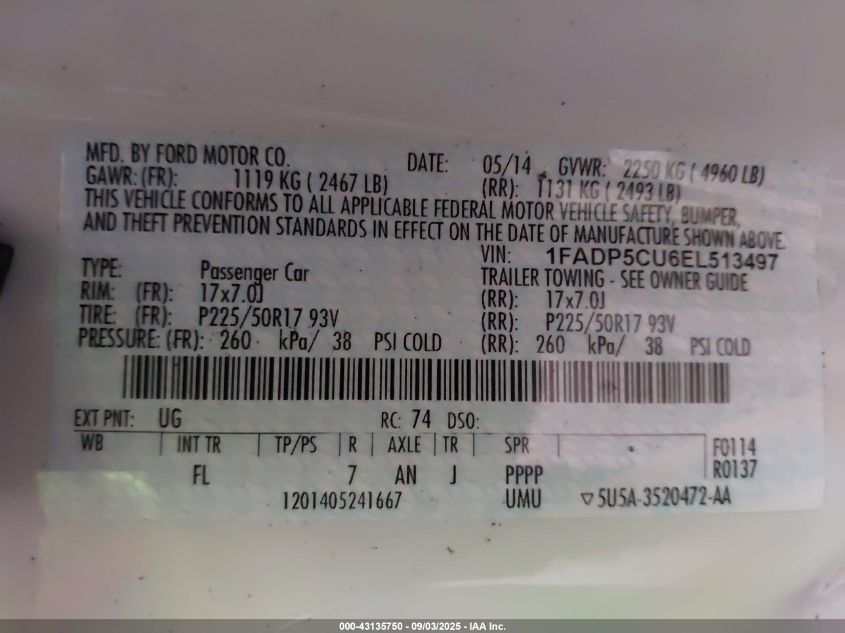 MFD. BY FORD MOTOR CO. DATE: 05/14 GVWR: 2250 KG ( 4960 LB)
GAWR: (FR): 1119 KG ( 2467 LB) (RR): 1131 KG ( 2493 LB)
THIS VEHICLE CONFORMS TO ALL APPLICABLE FEDERAL MOTOR VEHICLE SAFETY, BUMPER,
AND THEFT PREVENTION STANDARDS IN EFFECT ON THE DATE OF MANUFACTURE SHOWN ABOVE.
VIN: 1FADP5CU6EL513497
TYPE: Passenger Car TRAILER TOWING - SEE OWNER GUIDE
RIM: (FR): 17x7.0J (RR): 17x7.0J
TIRE: (FR): P225/50R17 93V (RR): P225/50R17 93V
PRESSURE: (FR): 260 kPa/ 38 PSI COLD (RR): 260 kPa/ 38 PSI COLD
EXT PNT: UG RC: 74 DSO:
WB INT TR TP/PS R AXLE TR SPR F0114
FL 7 AN J PPPP R0137
1201405241667 UMU ▽5U5A-3520472-AA
000-43135750 - 09/03/2025 - IAA Inc.